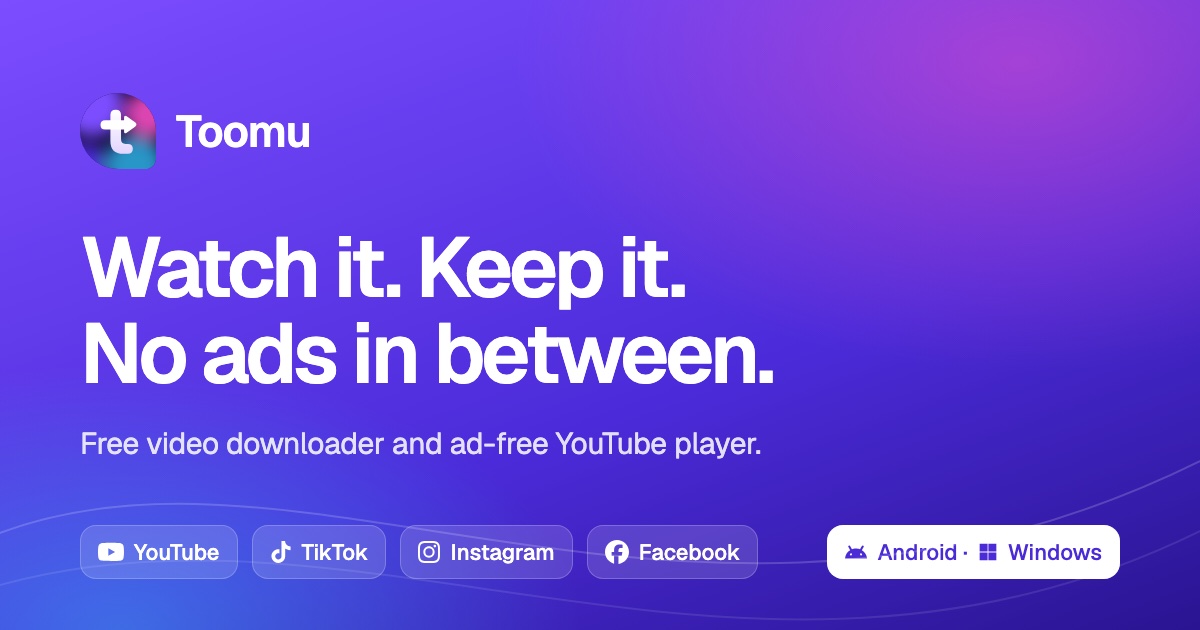 Toomu
Watch it. Keep it.
No ads in between.
Free video downloader and ad-free YouTube player.
YouTube TikTok Instagram Facebook Android · Windows